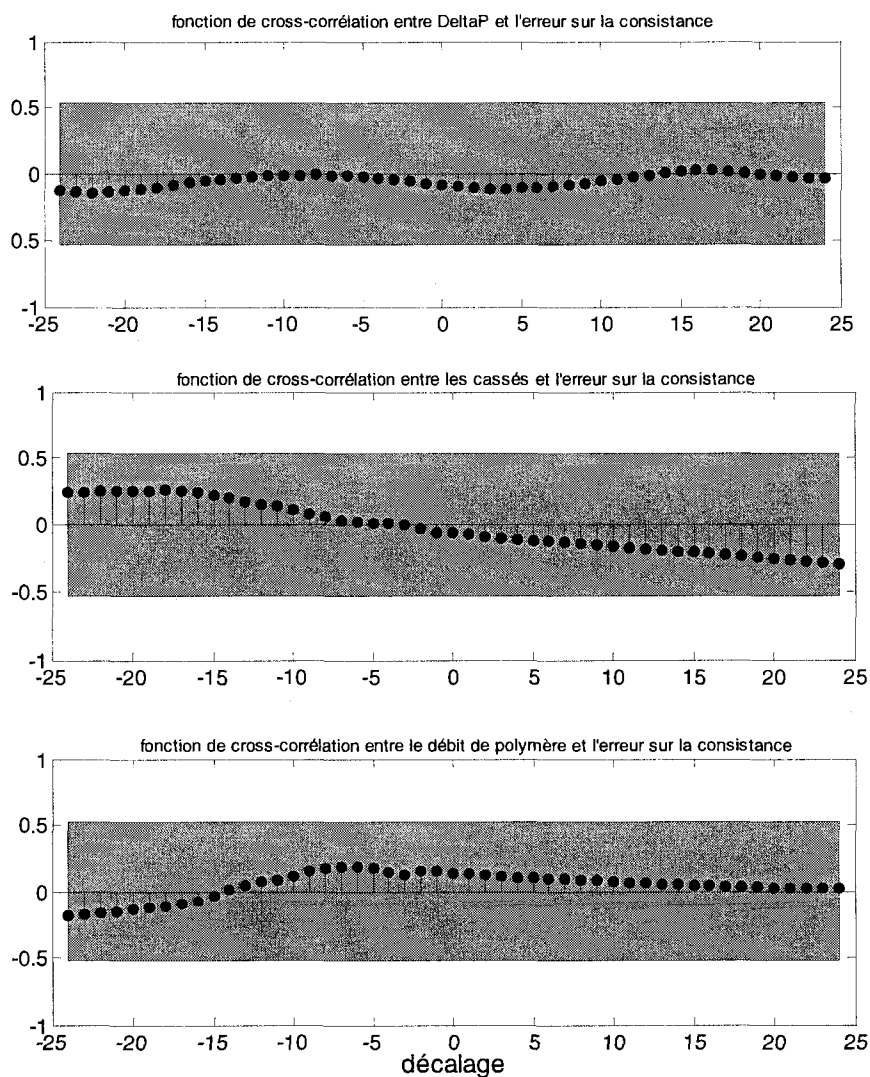 fonction de cross-corrélation entre DeltaP et l'erreur sur la consistance
1
0.5
0
0.5
-1
-25 -20 -15 -10 -5 0 5 10 15 20 25
fonction de cross-corrélation entre les cassés et l'erreur sur la consistance
1
0.5
0
-0.5
-1
-25 -20 -15 -10 -5 0 5 10 15 20 25
fonction de cross-corrélation entre le débit de polymère et l'erreur sur la consistance
1
0.5
0
-0.5
-1
-25 -20 -15 -10 -5 0 5 10 15 20 25
décalage